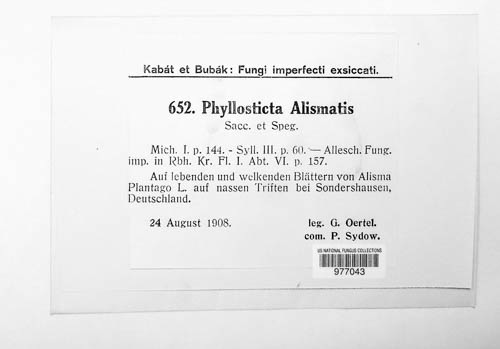 Kabát et Bubák: Fungi imperfecti exsiccati.
652. Phyllosticta Alismatis
Sacc. et Speg.
Mich. I. p. 144. - Syll. III. p. 60. — Allesch. Fung.
imp. in Rbh. Kr. Fl. I. Abt. VI. p. 157.
Auf lebenden und welkenden Blättern von Alisma
Plantago L. auf nassen Triften bei Sondershausen,
Deutschland.
24 August 1908.
leg. G. Oertel.
com. P. Sydow.
US NATIONAL FUNGUS COLLECTIONS
977043